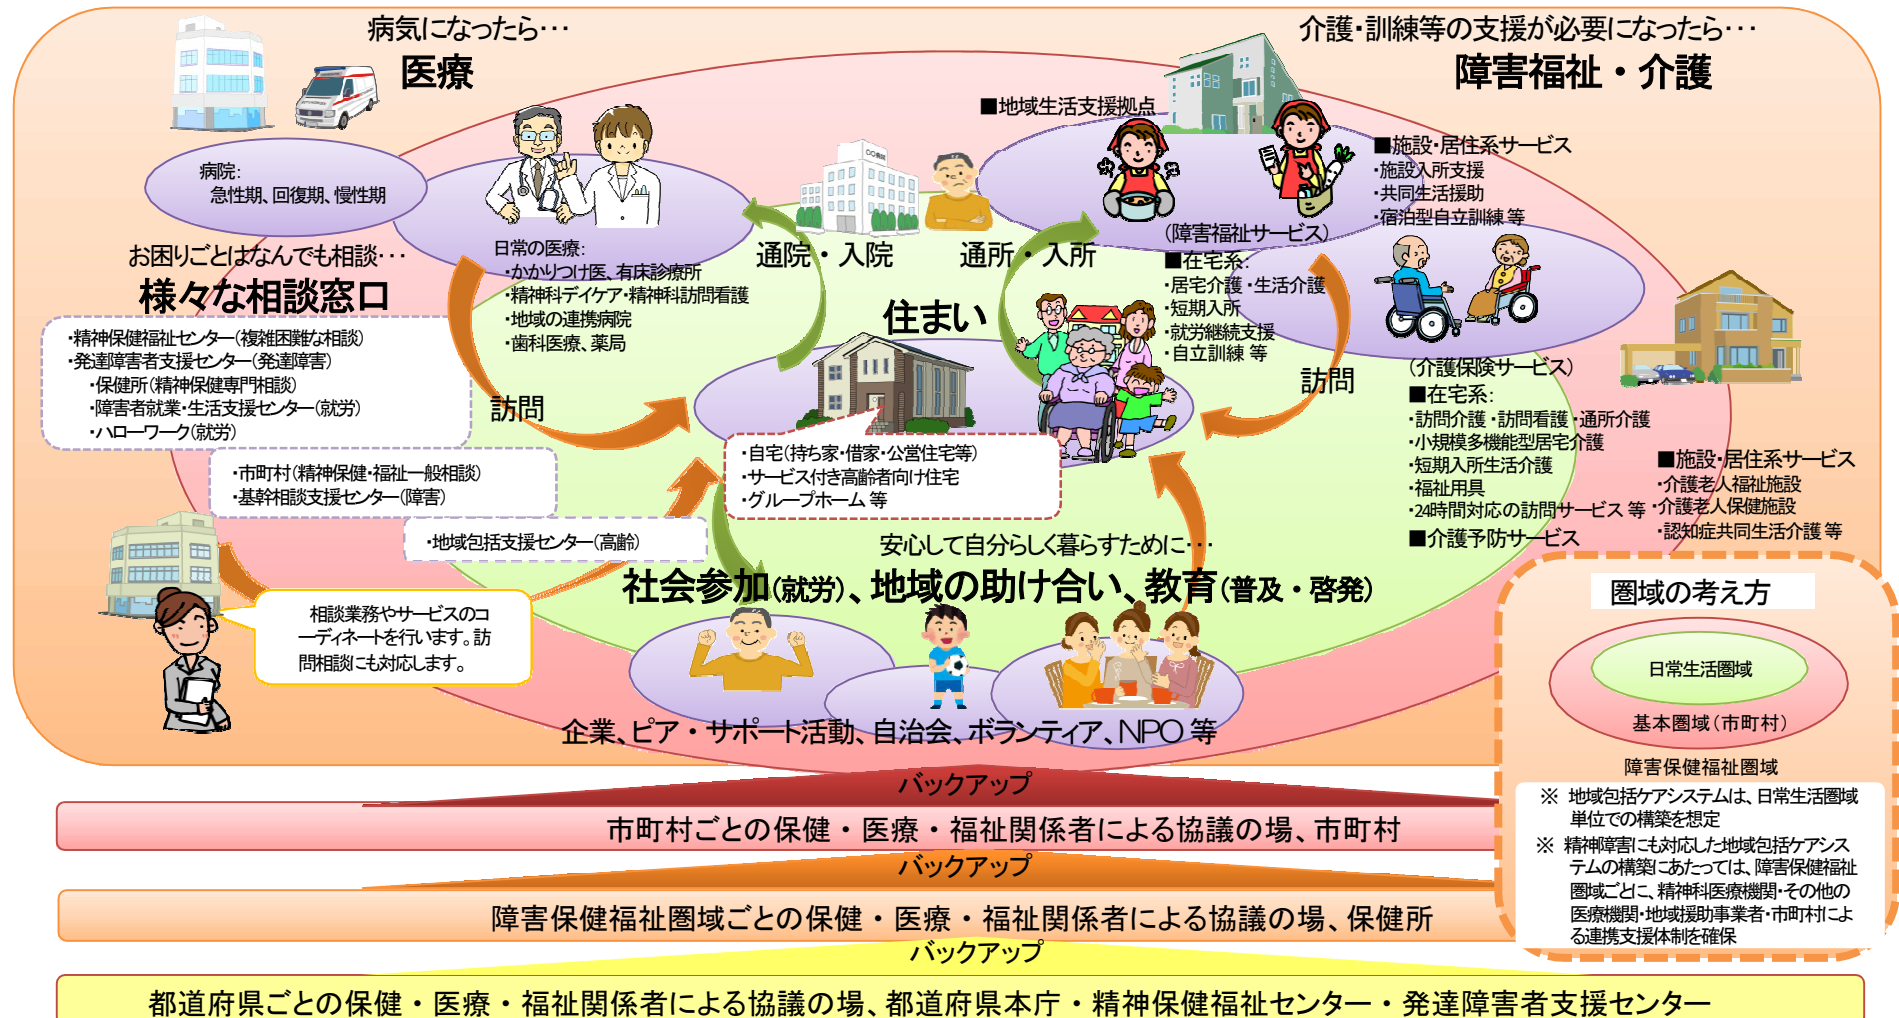 病気になったら…
医療
介護・訓練等の支援が必要になったら…
障害福祉・介護
病院:
急性期、回復期、慢性期
日常の医療:
・かかりつけ医、有床診療所
・精神科デイケア・精神科訪問看護
・地域の連携病院
・歯科医療、薬局
通院・入院
通所・入所
■地域生活支援拠点
■施設・居住系サービス
・施設入所支援
・共同生活援助
・宿泊型自立訓練 等
(障害福祉サービス)
■在宅系:
・居宅介護 ・生活介護
・短期入所
・就労継続支援
・自立訓練 等
訪問
(介護保険サービス)
■在宅系:
・訪問介護 ・訪問看護 ・通所介護
・小規模多機能型居宅介護
・短期入所生活介護
・福祉用具
・24時間対応の訪問サービス 等
■介護予防サービス
■施設・居住系サービス
・介護老人福祉施設
・介護老人保健施設
・認知症共同生活介護 等
お困りごとはなんでも相談…
様々な相談窓口
・精神保健福祉センター(複雑困難な相談)
・発達障害者支援センター(発達障害)
・保健所(精神保健専門相談)
・障害者就業・生活支援センター(就労)
・ハローワーク(就労)
・市町村(精神保健・福祉一般相談)
・基幹相談支援センター(障害)
・地域包括支援センター(高齢)
訪問
住まい
・自宅(持ち家・借家・公営住宅等)
・サービス付き高齢者向け住宅
・グループホーム 等
相談業務やサービスのコ
ーディネートを行います。訪
問相談にも対応します。
安心して自分らしく暮らすために…
社会参加(就労)、地域の助け合い、教育(普及・啓発)
企業、ピア・サポート活動、自治会、ボランティア、NPO 等
圏域の考え方
日常生活圏域
基本圏域(市町村)
障害保健福祉圏域
※ 地域包括ケアシステムは、日常生活圏域
単位での構築を想定
※ 精神障害にも対応した地域包括ケアシス
テムの構築にあたっては、障害保健福祉
圏域ごとに、精神科医療機関・その他の
医療機関・地域援助事業者・市町村によ
る連携支援体制を確保
バックアップ
市町村ごとの保健・医療・福祉関係者による協議の場、市町村
バックアップ
障害保健福祉圏域ごとの保健・医療・福祉関係者による協議の場、保健所
バックアップ
都道府県ごとの保健・医療・福祉関係者による協議の場、都道府県本庁・精神保健福祉センター・発達障害者支援センター